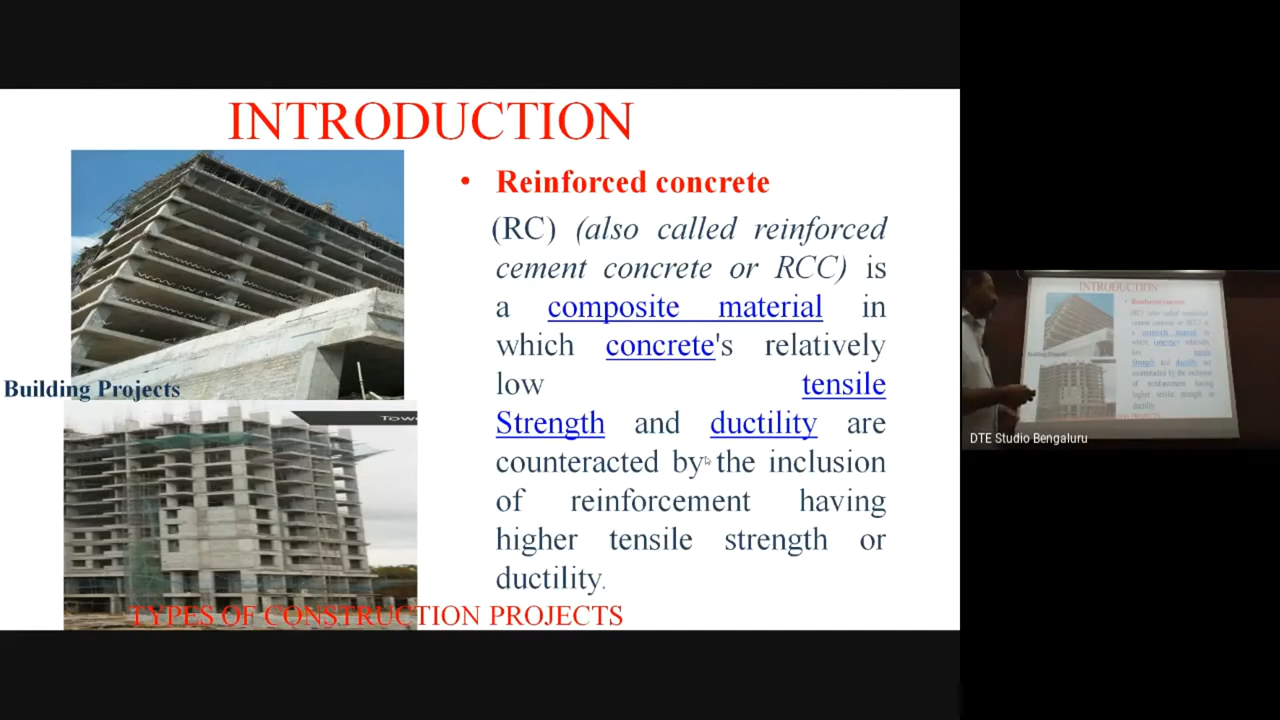 INTRODUCTION
• Reinforced concrete
(RC) (also called reinforced
cement concrete or RCC) is
a composite material in
which concrete's relatively
low tensile
Strength and ductility are
counteracted by the inclusion
of reinforcement having
higher tensile strength or
ductility.
Building Projects
TYPES OF CONSTRUCTION PROJECTS
DTE Studio Bengaluru
INTRODUCTION